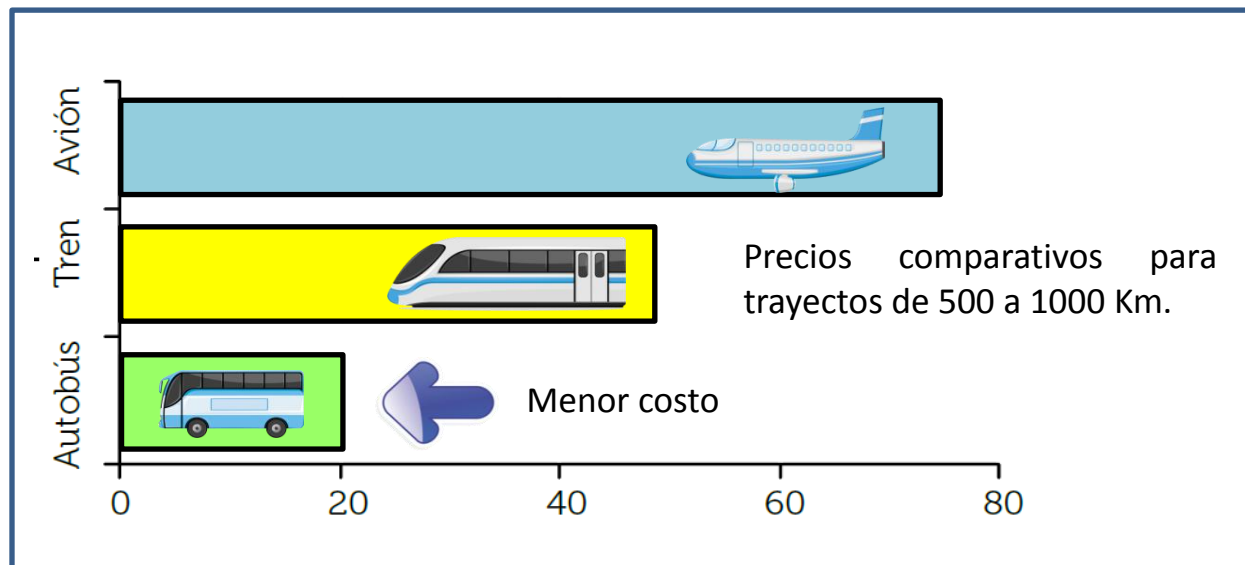 Avión
Tren
Precios comparativos para
trayectos de 500 a 1000 Km.
Autobús
Menor costo
0 20 40 60 80